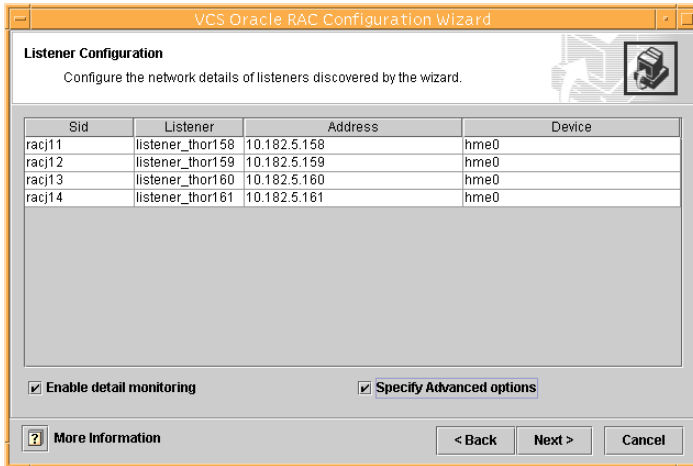 VCS Oracle RAC Configuration Wizard
Listener Configuration
Configure the network details of listeners discovered by the wizard.
Sid Listener Address Device
racj11 listener_thor158 10.182.5.158 hme0
racj12 listener_thor159 10.182.5.159 hme0
racj13 listener_thor160 10.182.5.160 hme0
racj14 listener_thor161 10.182.5.161 hme0
Enable detail monitoring Specify Advanced options
? More Information < Back Next > Cancel